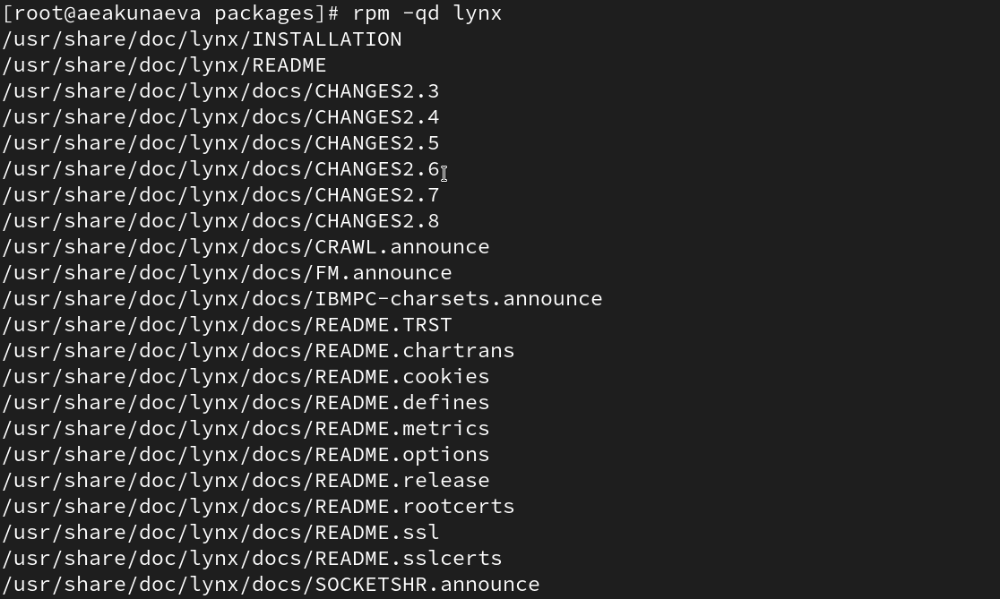 [root@aeakunaeva packages]# rpm -qd lynx
/usr/share/doc/lynx/INSTALLATION
/usr/share/doc/lynx/README
/usr/share/doc/lynx/docs/CHANGES2.3
/usr/share/doc/lynx/docs/CHANGES2.4
/usr/share/doc/lynx/docs/CHANGES2.5
/usr/share/doc/lynx/docs/CHANGES2.6
/usr/share/doc/lynx/docs/CHANGES2.7
/usr/share/doc/lynx/docs/CHANGES2.8
/usr/share/doc/lynx/docs/CRAWL.announce
/usr/share/doc/lynx/docs/FM.announce
/usr/share/doc/lynx/docs/IBMPC-charsets.announce
/usr/share/doc/lynx/docs/README.TRST
/usr/share/doc/lynx/docs/README.chartrans
/usr/share/doc/lynx/docs/README.cookies
/usr/share/doc/lynx/docs/README.defines
/usr/share/doc/lynx/docs/README.metrics
/usr/share/doc/lynx/docs/README.options
/usr/share/doc/lynx/docs/README.release
/usr/share/doc/lynx/docs/README.rootcerts
/usr/share/doc/lynx/docs/README.ssl
/usr/share/doc/lynx/docs/README.sslcerts
/usr/share/doc/lynx/docs/SOCKETSHR.announce